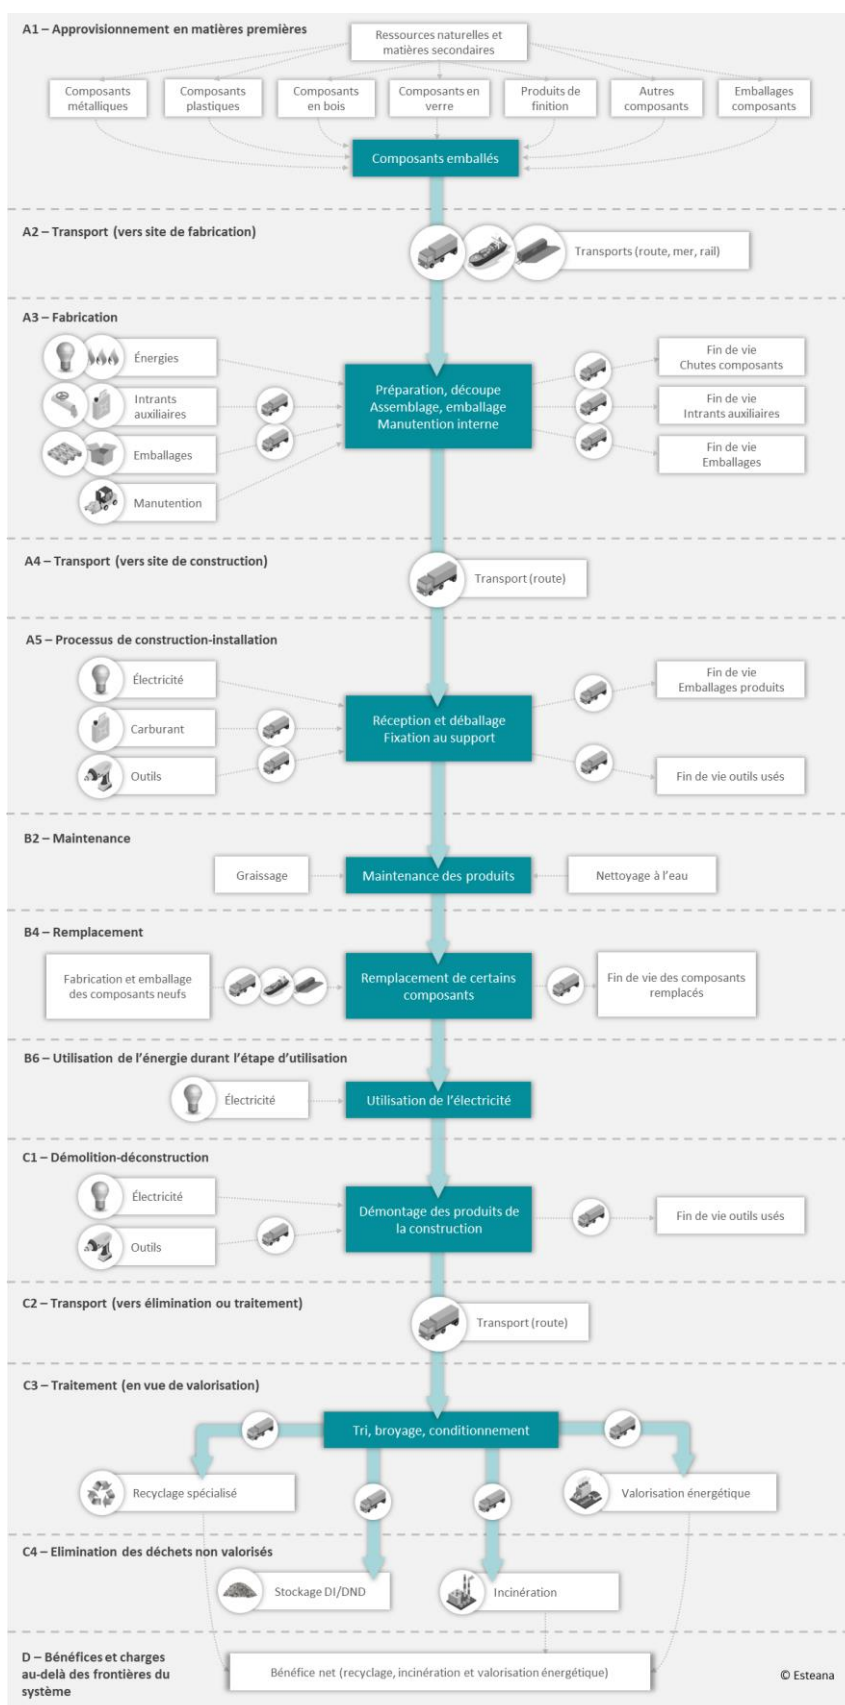 A1 – Approvisionnement en matières premières
Ressources naturelles et
matières secondaires
Composants
métalliques
Composants
plastiques
Composants
en bois
Composants en
verre
Produits de
finition
Autres
composants
Emballages
composants
Composants emballés
A2 – Transport (vers site de fabrication)
Transports (route, mer, rail)
A3 – Fabrication
Énergies
Intrants
auxiliaires
Emballages
Manutention
Préparation, découpe
Assemblage, emballage
Manutention interne
Fin de vie
Chutes composants
Fin de vie
Intrants auxiliaires
Fin de vie
Emballages
A4 – Transport (vers site de construction)
Transport (route)
A5 – Processus de construction-installation
Électricité
Carburant
Outils
Réception et déballage
Fixation au support
Fin de vie
Emballages produits
Fin de vie outils usés
B2 – Maintenance
Graissage
Maintenance des produits
Nettoyage à l’eau
B4 – Remplacement
Fabrication et emballage
des composants neufs
Remplacement de certains
composants
Fin de vie des composants
remplacés
B6 – Utilisation de l’énergie durant l’étape d’utilisation
Électricité
Utilisation de l’électricité
C1 – Démolition-déconstruction
Électricité
Outils
Démontage des produits de
la construction
Fin de vie outils usés
C2 – Transport (vers élimination ou traitement)
Transport (route)
C3 – Traitement (en vue de valorisation)
Tri, broyage, conditionnement
Recyclage spécialisé
Valorisation énergétique
C4 – Elimination des déchets non valorisés
Stockage DI/DND
Incinération
D – Bénéfices et charges
au-delà des frontières du
système
Bénéfice net (recyclage, incinération et valorisation énergétique)
© Esteana